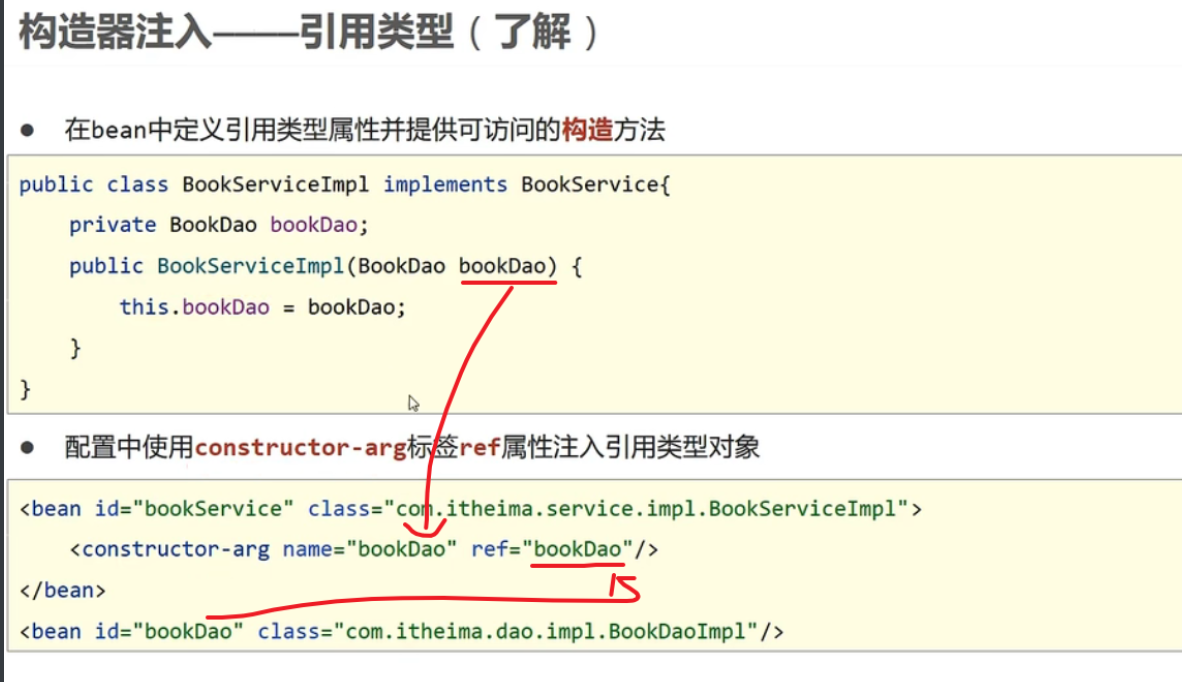 构造器注入——引用类型（了解）
● 在bean中定义引用类型属性并提供可访问的构造方法
public class BookServiceImpl implements BookService{
    private BookDao bookDao;
    public BookServiceImpl(BookDao bookDao) {
        this.bookDao = bookDao;
    }
}
● 配置中使用constructor-arg标签ref属性注入引用类型对象
<bean id="bookService" class="com.itheima.service.impl.BookServiceImpl">
    <constructor-arg name="bookDao" ref="bookDao"/>
</bean>
<bean id="bookDao" class="com.itheima.dao.impl.BookDaoImpl"/>